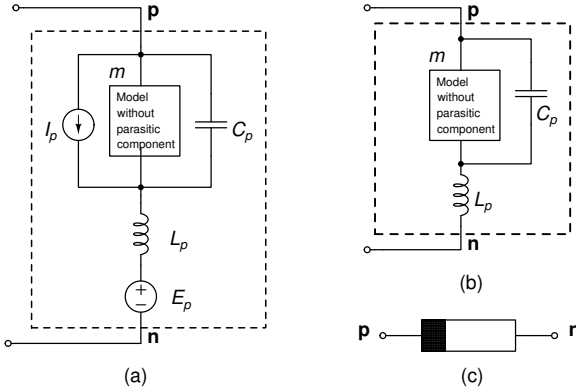 p
m
Model
without
parasitic
component
I_p
C_p
L_p
+
−
E_p
n
(a)
p
m
Model
without
parasitic
component
C_p
L_p
n
(b)
p
n
(c)